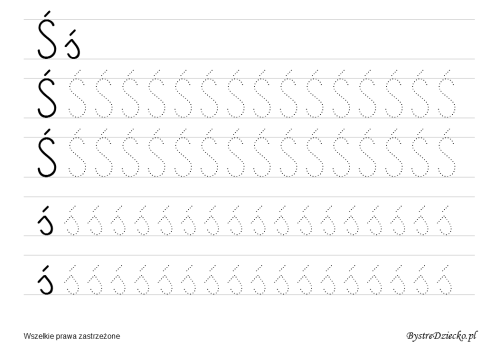 Ś ś
Ś Ś Ś Ś Ś Ś Ś Ś Ś Ś Ś Ś Ś Ś Ś Ś
Ś Ś Ś Ś Ś Ś Ś Ś Ś Ś Ś Ś Ś Ś Ś Ś
ś ś ś ś ś ś ś ś ś ś ś ś ś ś ś ś ś ś
ś ś ś ś ś ś ś ś ś ś ś ś ś ś ś ś ś ś
Wszelkie prawa zastrzeżone
BystreDziecko.pl